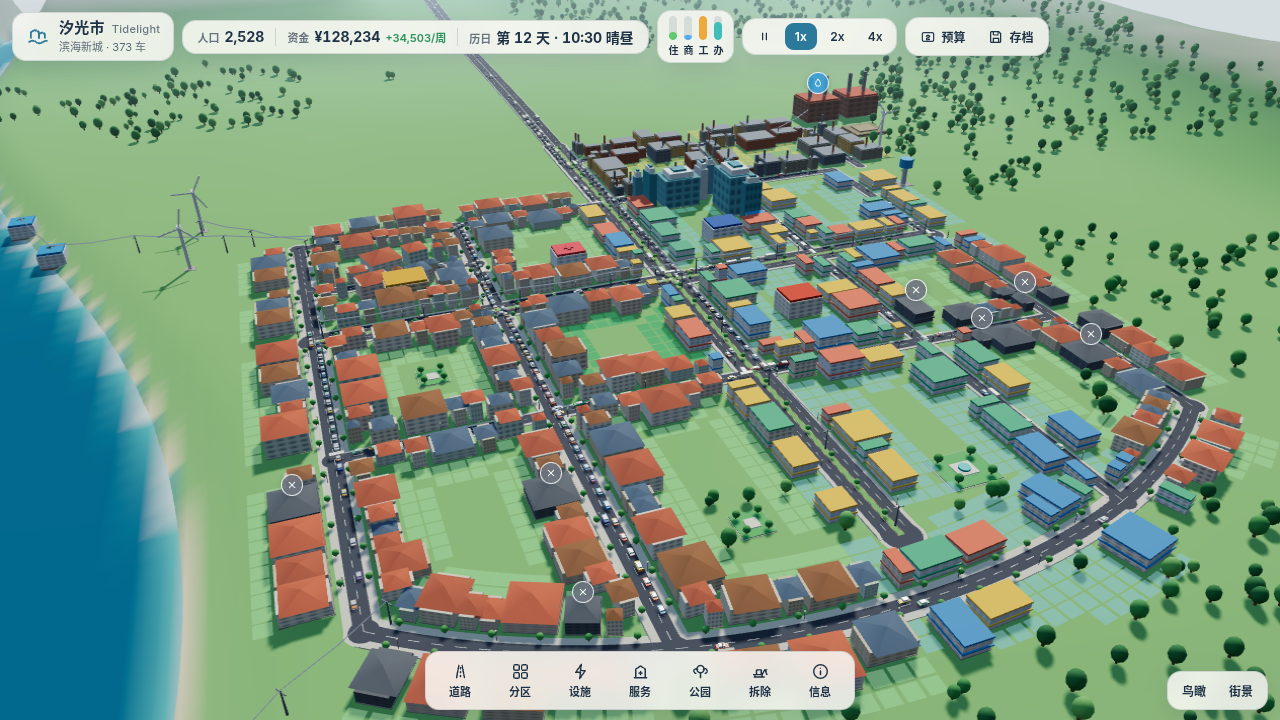 汐光市 Tidelight
滨海新城 · 373 车
人口 2,528
资金 ¥128,234 +34,503/周
历日 第 12 天 · 10:30 晴昼
住 商 工 办
1x
2x
4x
预算
存档
道路
分区
设施
服务
公园
拆除
信息
鸟瞰
街景